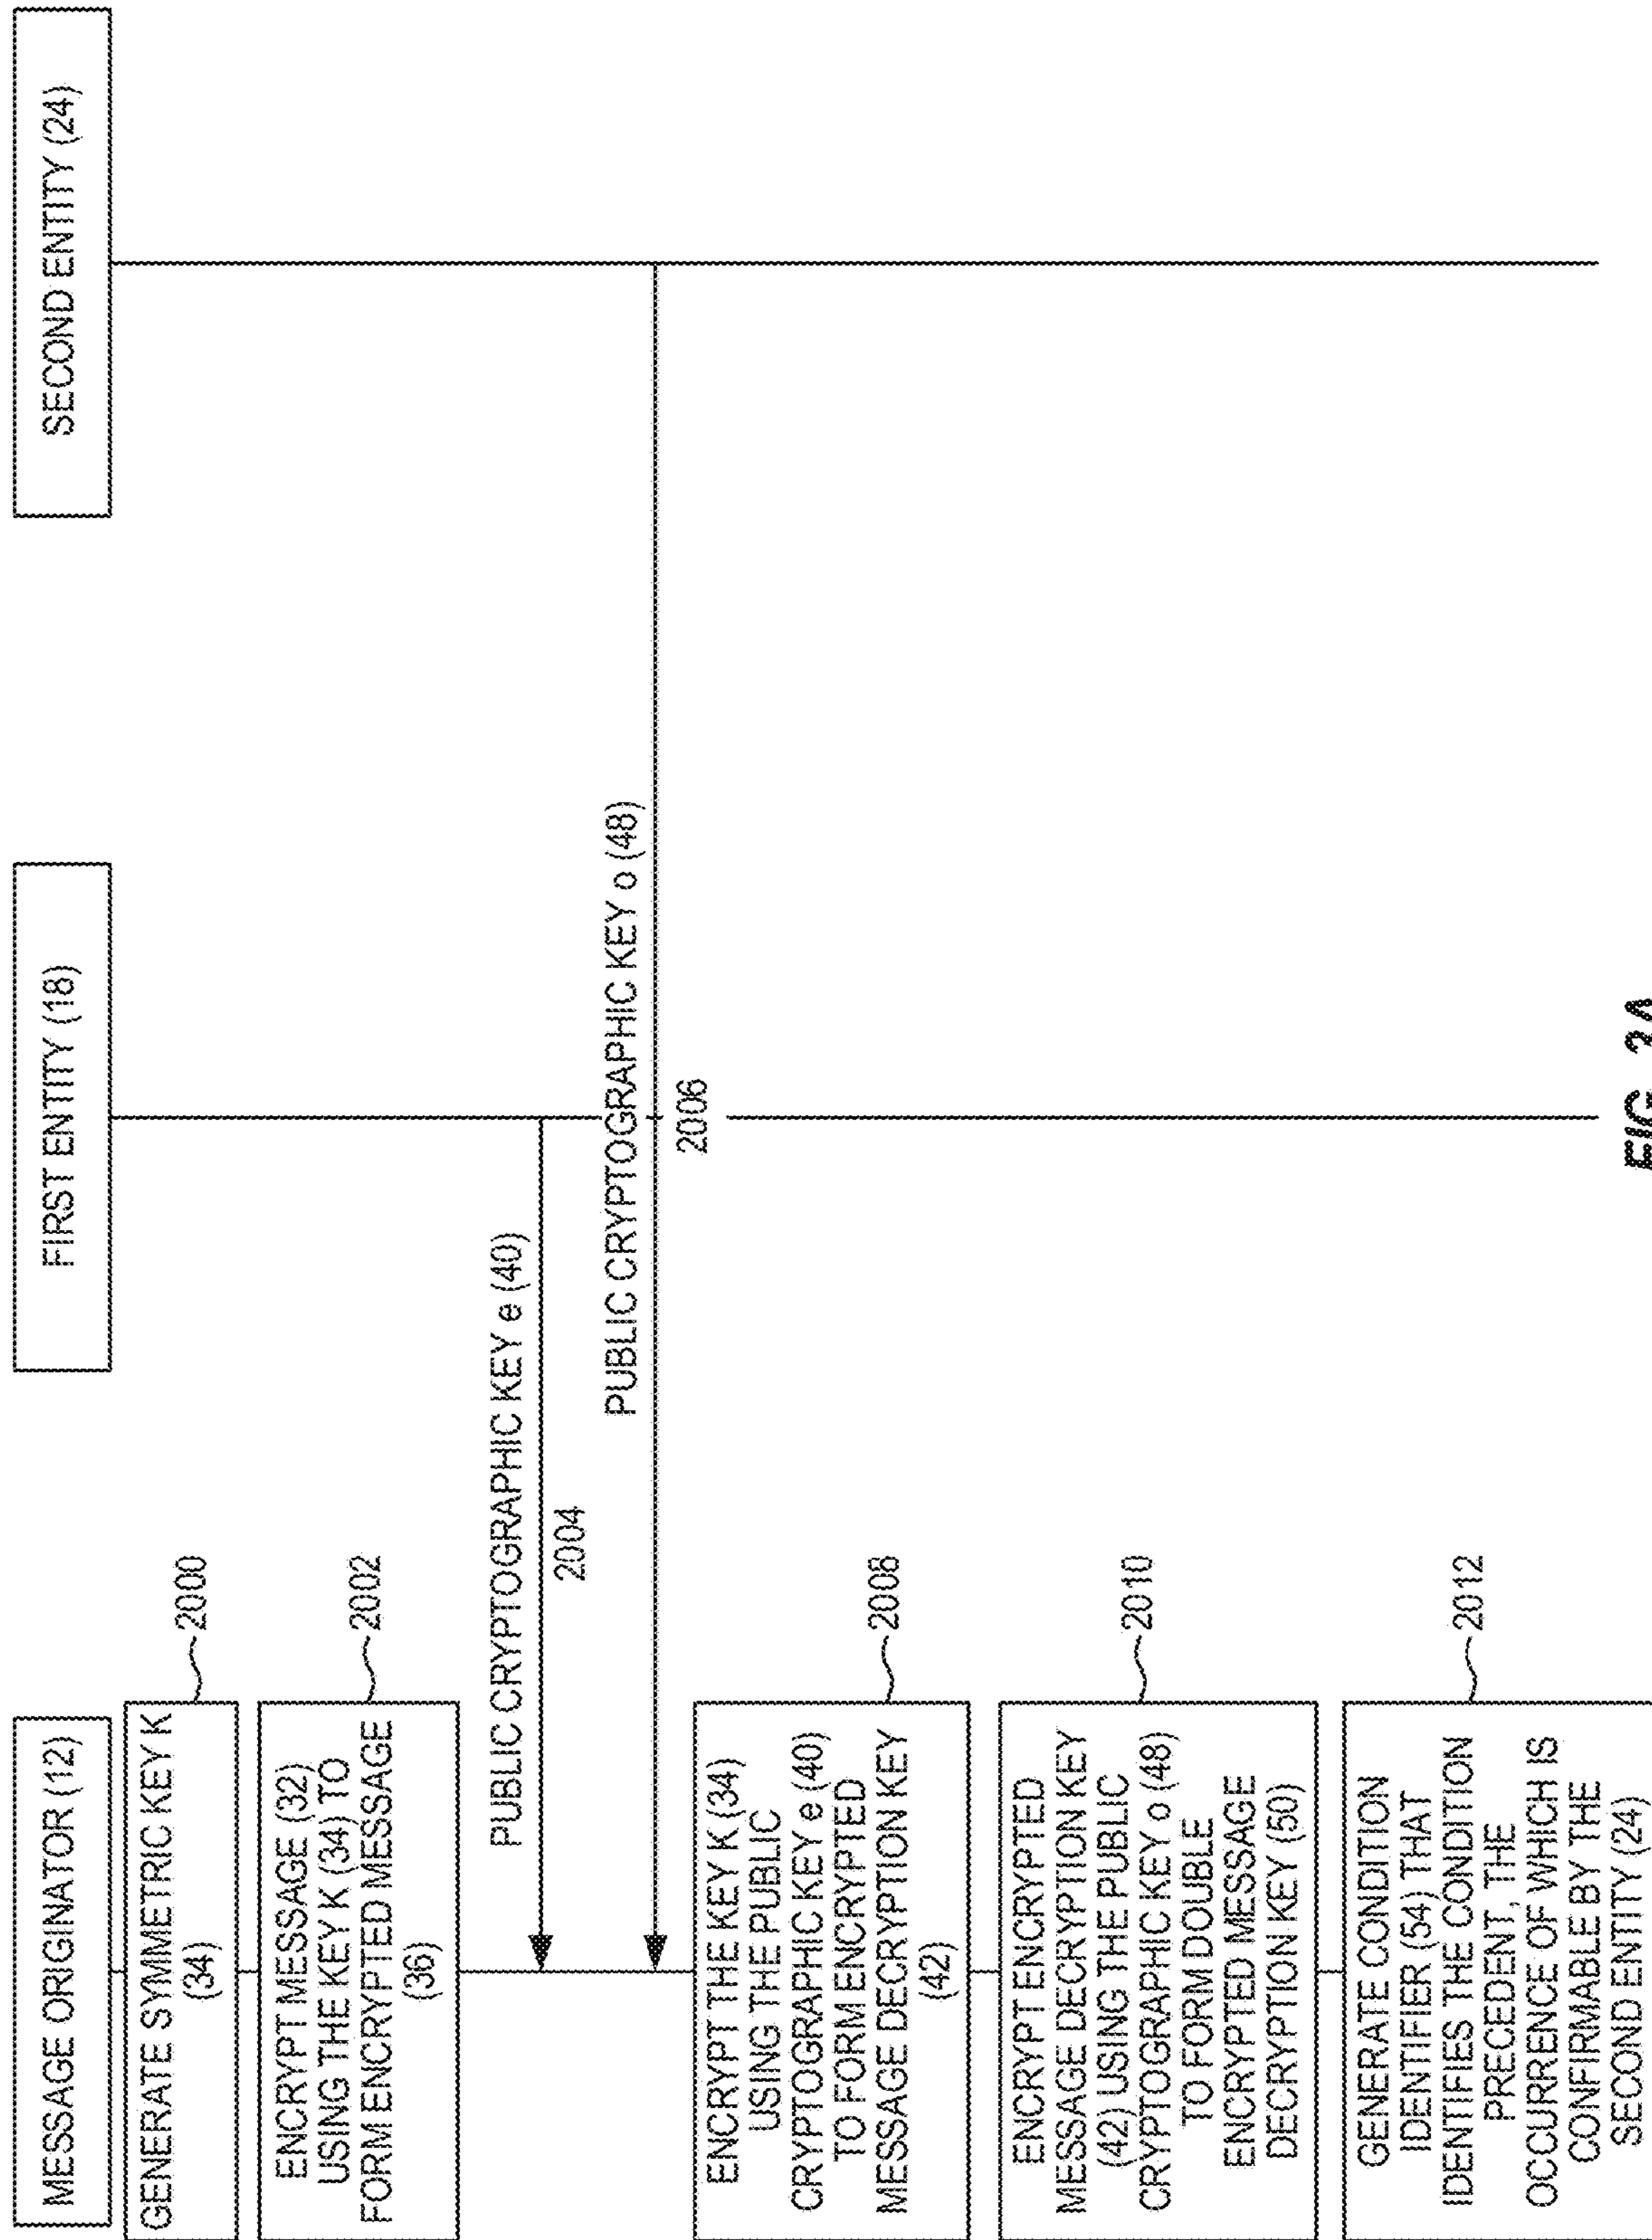 MESSAGE ORIGINATOR (12)
FIRST ENTITY (18)
SECOND ENTITY (24)
GENERATE SYMMETRIC KEY K
(34)
2000
ENCRYPT MESSAGE (32)
USING THE KEY K (34) TO
FORM ENCRYPTED MESSAGE
(36)
2002
PUBLIC CRYPTOGRAPHIC KEY e (40)
2004
PUBLIC CRYPTOGRAPHIC KEY o (48)
2006
ENCRYPT THE KEY K (34)
USING THE PUBLIC
CRYPTOGRAPHIC KEY e (40)
TO FORM ENCRYPTED
MESSAGE DECRYPTION KEY
(42)
2008
ENCRYPT ENCRYPTED
MESSAGE DECRYPTION KEY
(42) USING THE PUBLIC
CRYPTOGRAPHIC KEY o (48)
TO FORM DOUBLE
ENCRYPTED MESSAGE
DECRYPTION KEY (50)
2010
GENERATE CONDITION
IDENTIFIER (54) THAT
IDENTIFIES THE CONDITION
PRECEDENT, THE
OCCURRENCE OF WHICH IS
CONFIRMABLE BY THE
SECOND ENTITY (24)
2012
FIG. 3A